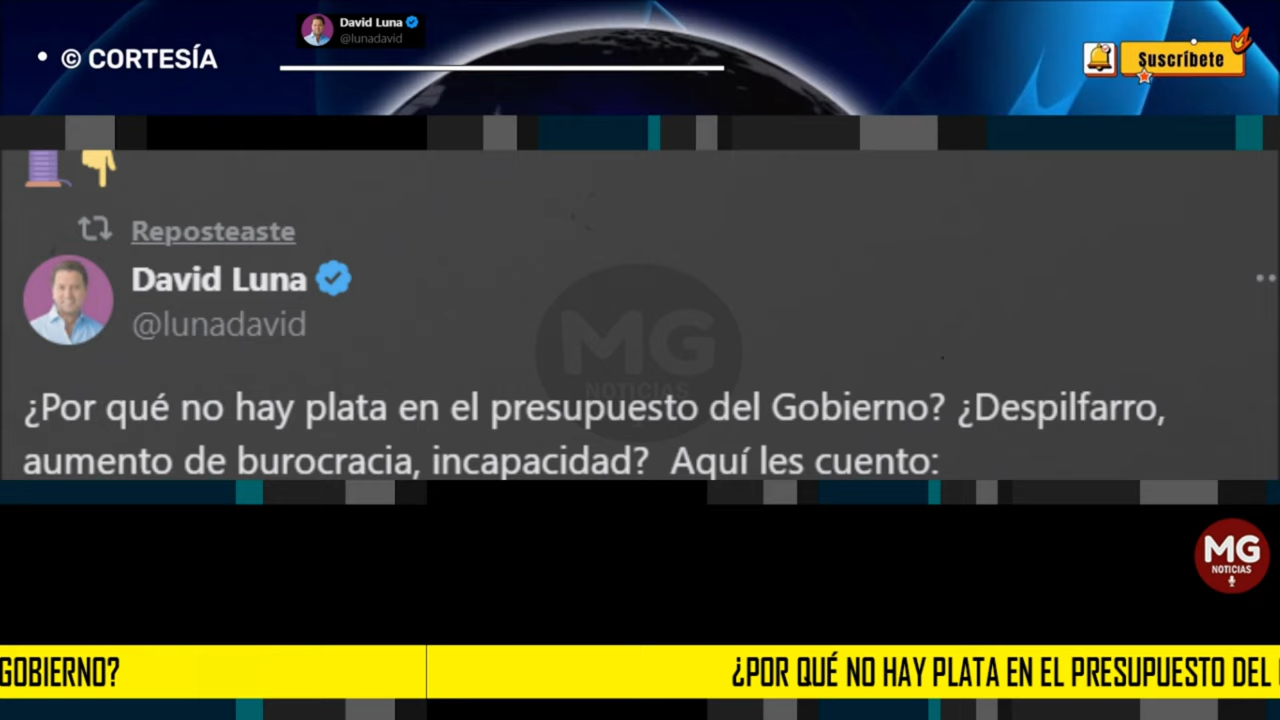 David Luna
@lunadavid
• © CORTESÍA
Suscríbete
Reposteaste
David Luna
@lunadavid
MG
NOTICIAS
¿Por qué no hay plata en el presupuesto del Gobierno? ¿Despilfarro,
aumento de burocracia, incapacidad? Aquí les cuento:
MG
NOTICIAS
GOBIERNO?
¿POR QUÉ NO HAY PLATA EN EL PRESUPUESTO DEL